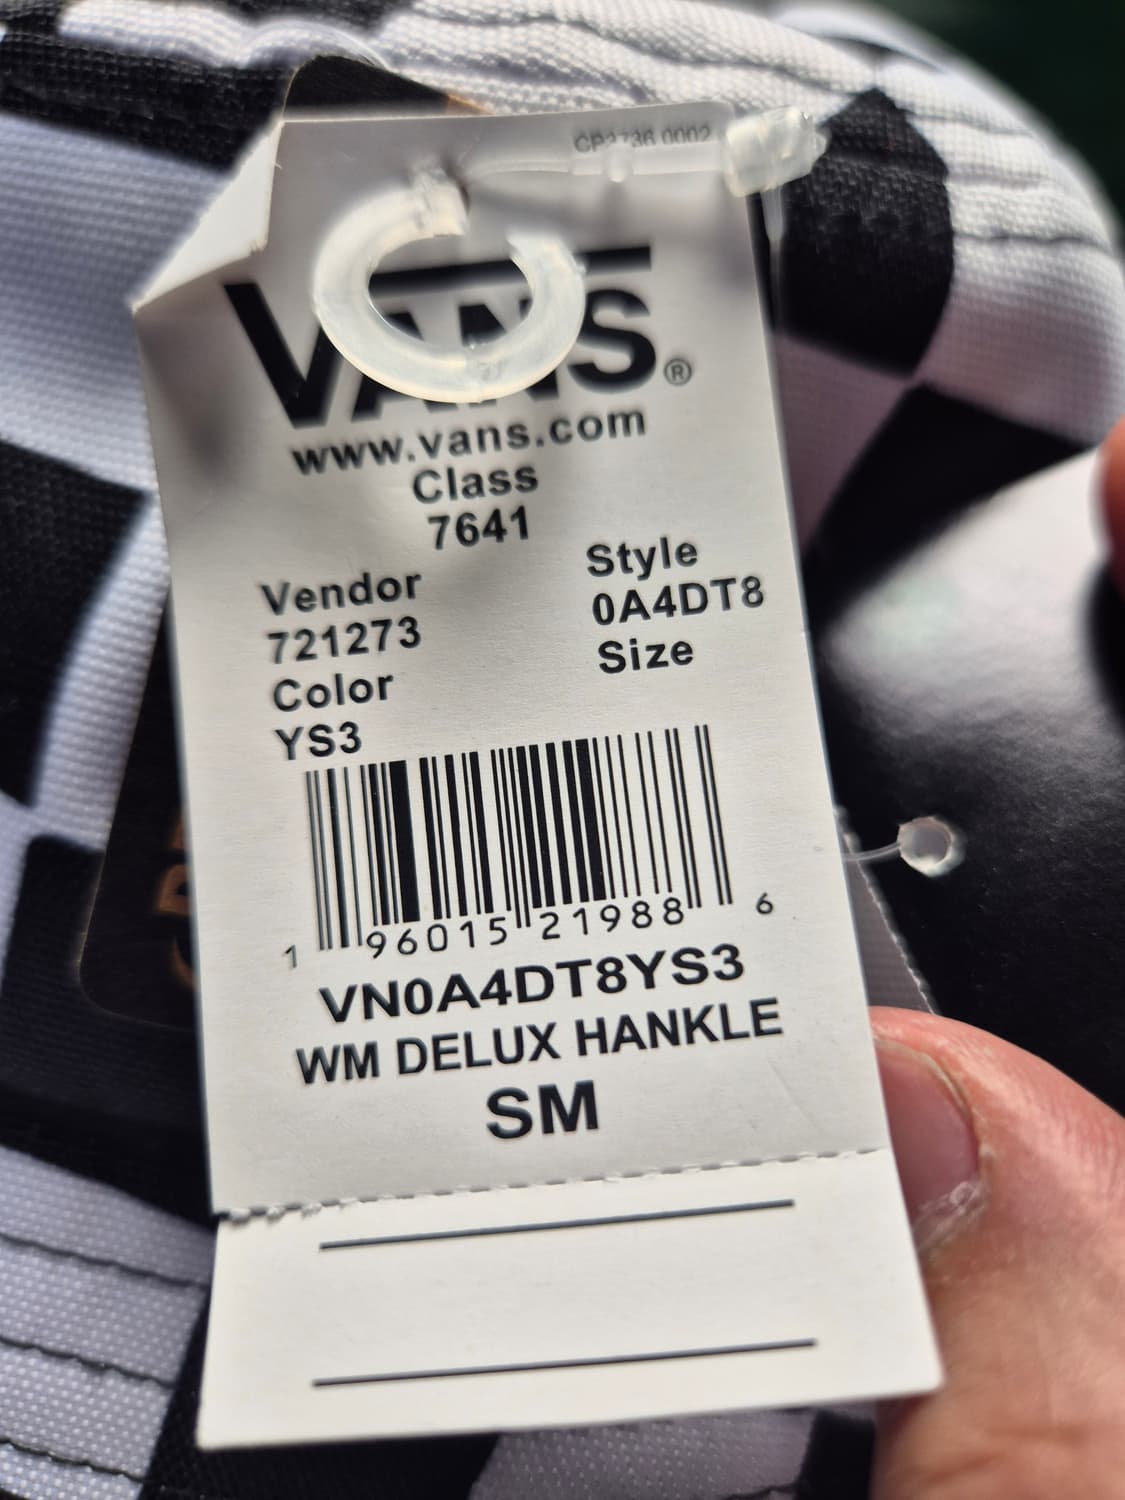 VANS®
www.vans.com
Class
7641
Vendor
721273
Color
YS3
Style
0A4DT8
Size
1 96015 21988 6
VN0A4DT8YS3
WM DELUX HANKLE
SM